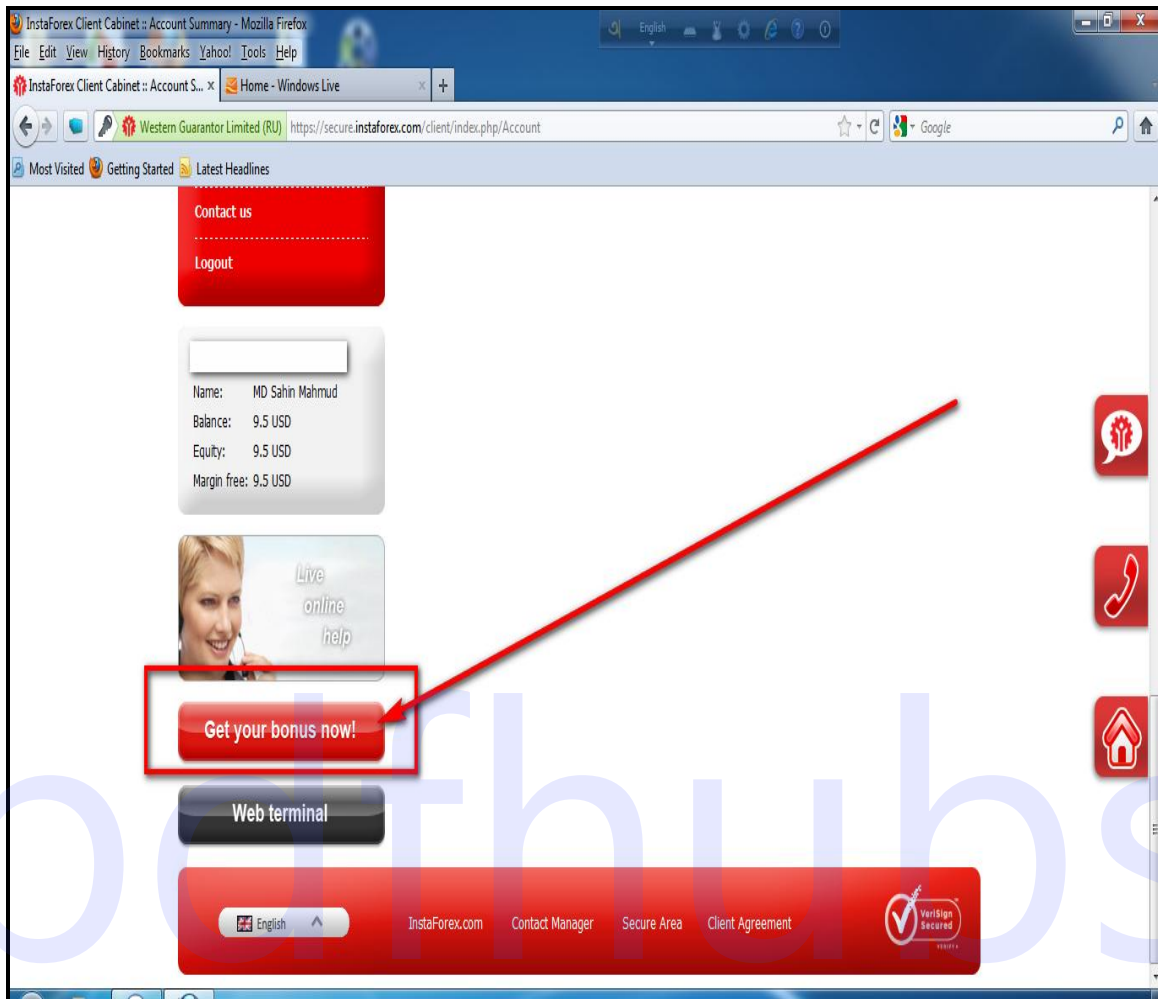 InstaForex Client Cabinet :: Account Summary - Mozilla Firefox
অ English
File Edit View History Bookmarks Yahoo! Tools Help
InstaForex Client Cabinet :: Account S... x Home - Windows Live x +
Western Guarantor Limited (RU) https://secure.instaforex.com/client/index.php/Account Google
Most Visited Getting Started Latest Headlines
Contact us
Logout
Name: MD Sahin Mahmud
Balance: 9.5 USD
Equity: 9.5 USD
Margin free: 9.5 USD
Live
online
help
Get your bonus now!
Web terminal
English InstaForex.com Contact Manager Secure Area Client Agreement
VeriSign
Secured
VERIFY
pdfhubs